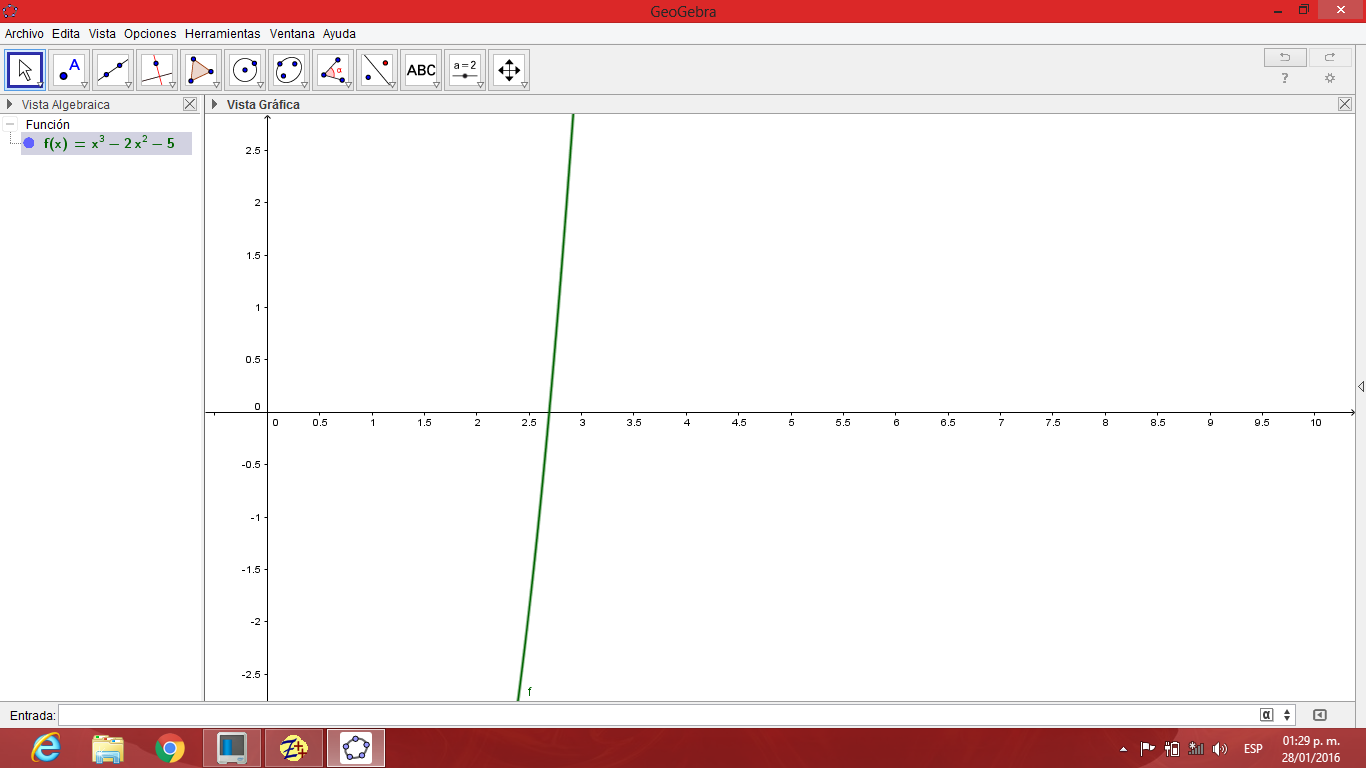 GeoGebra
Archivo Edita Vista Opciones Herramientas Ventana Ayuda
A
α
ABC
a = 2
?
Vista Algebraica
Vista Gráfica
Función
f(x) = x³ − 2 x² − 5
2.5
2
1.5
1
0.5
0
0 0.5 1 1.5 2 2.5 3 3.5 4 4.5 5 5.5 6 6.5 7 7.5 8 8.5 9 9.5 10
-0.5
-1
-1.5
-2
-2.5
f
Entrada:
α
ESP
01:29 p. m.
28/01/2016